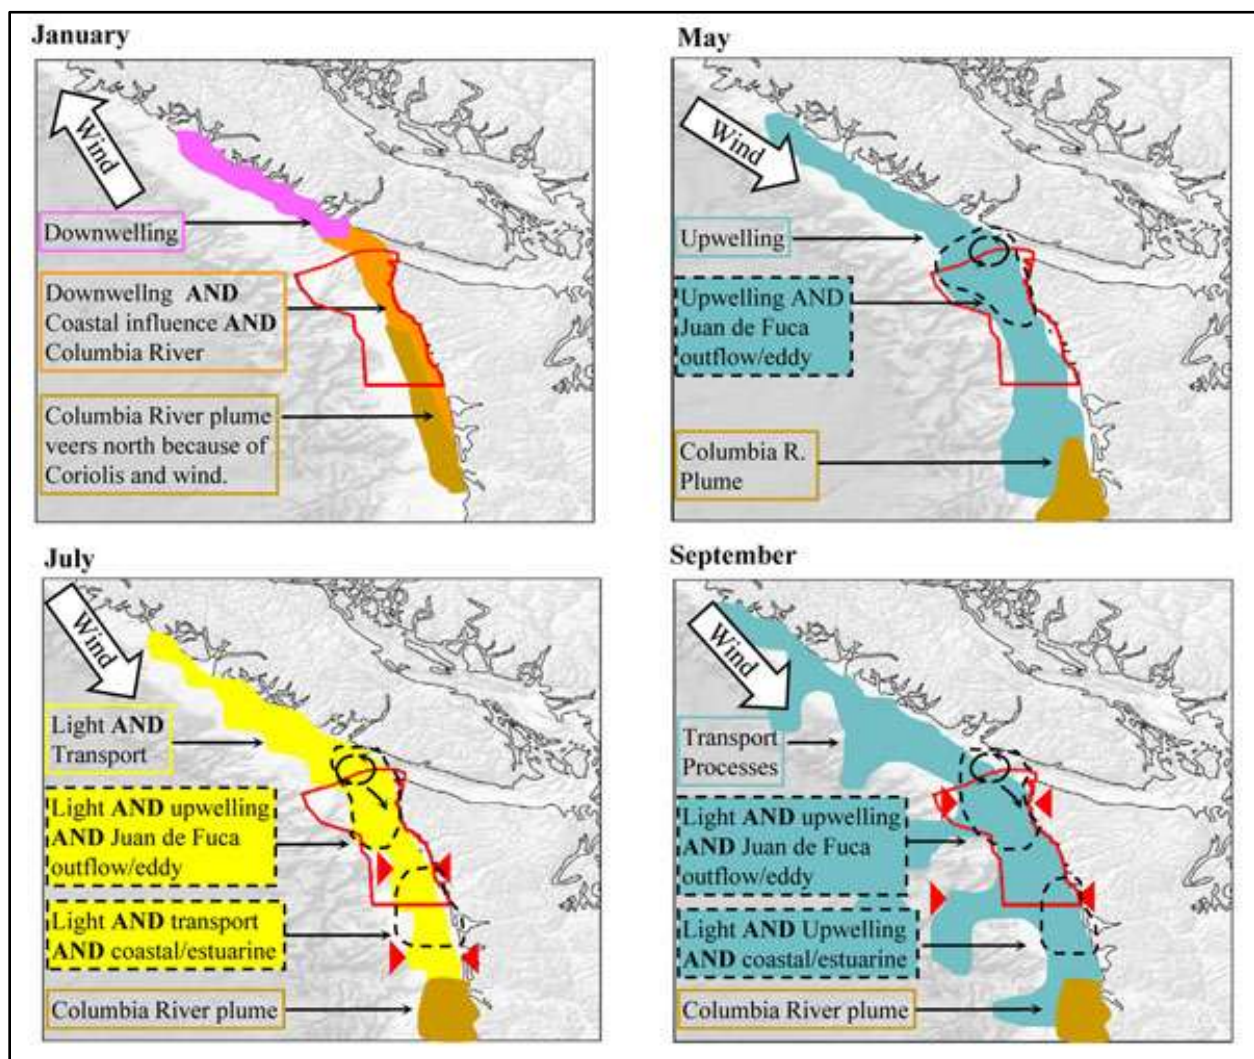 January
Wind
Downwelling
Downwellng AND
Coastal influence AND
Columbia River
Columbia River plume
veers north because of
Coriolis and wind.
May
Wind
Upwelling
Upwelling AND
Juan de Fuca
outflow/eddy
Columbia R.
Plume
July
Wind
Light AND
Transport
Light AND upwelling
AND Juan de Fuca
outflow/eddy
Light AND transport
AND coastal/estuarine
Columbia River plume
September
Wind
Transport
Processes
Light AND upwelling
AND Juan de Fuca
outflow/eddy
Light AND Upwelling
AND coastal/estuarine
Columbia River plume